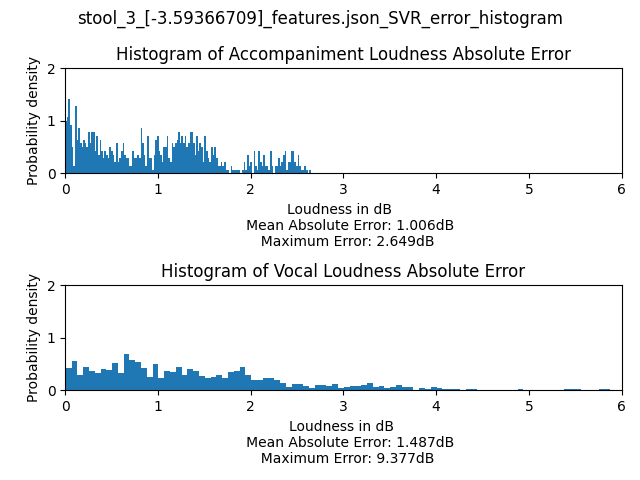 stool_3_[-3.59366709]_features.json_SVR_error_histogram
Histogram of Accompaniment Loudness Absolute Error
Probability density
2
1
0
0 1 2 3 4 5 6
Loudness in dB
Mean Absolute Error: 1.006dB
Maximum Error: 2.649dB
Histogram of Vocal Loudness Absolute Error
Probability density
2
1
0
0 1 2 3 4 5 6
Loudness in dB
Mean Absolute Error: 1.487dB
Maximum Error: 9.377dB